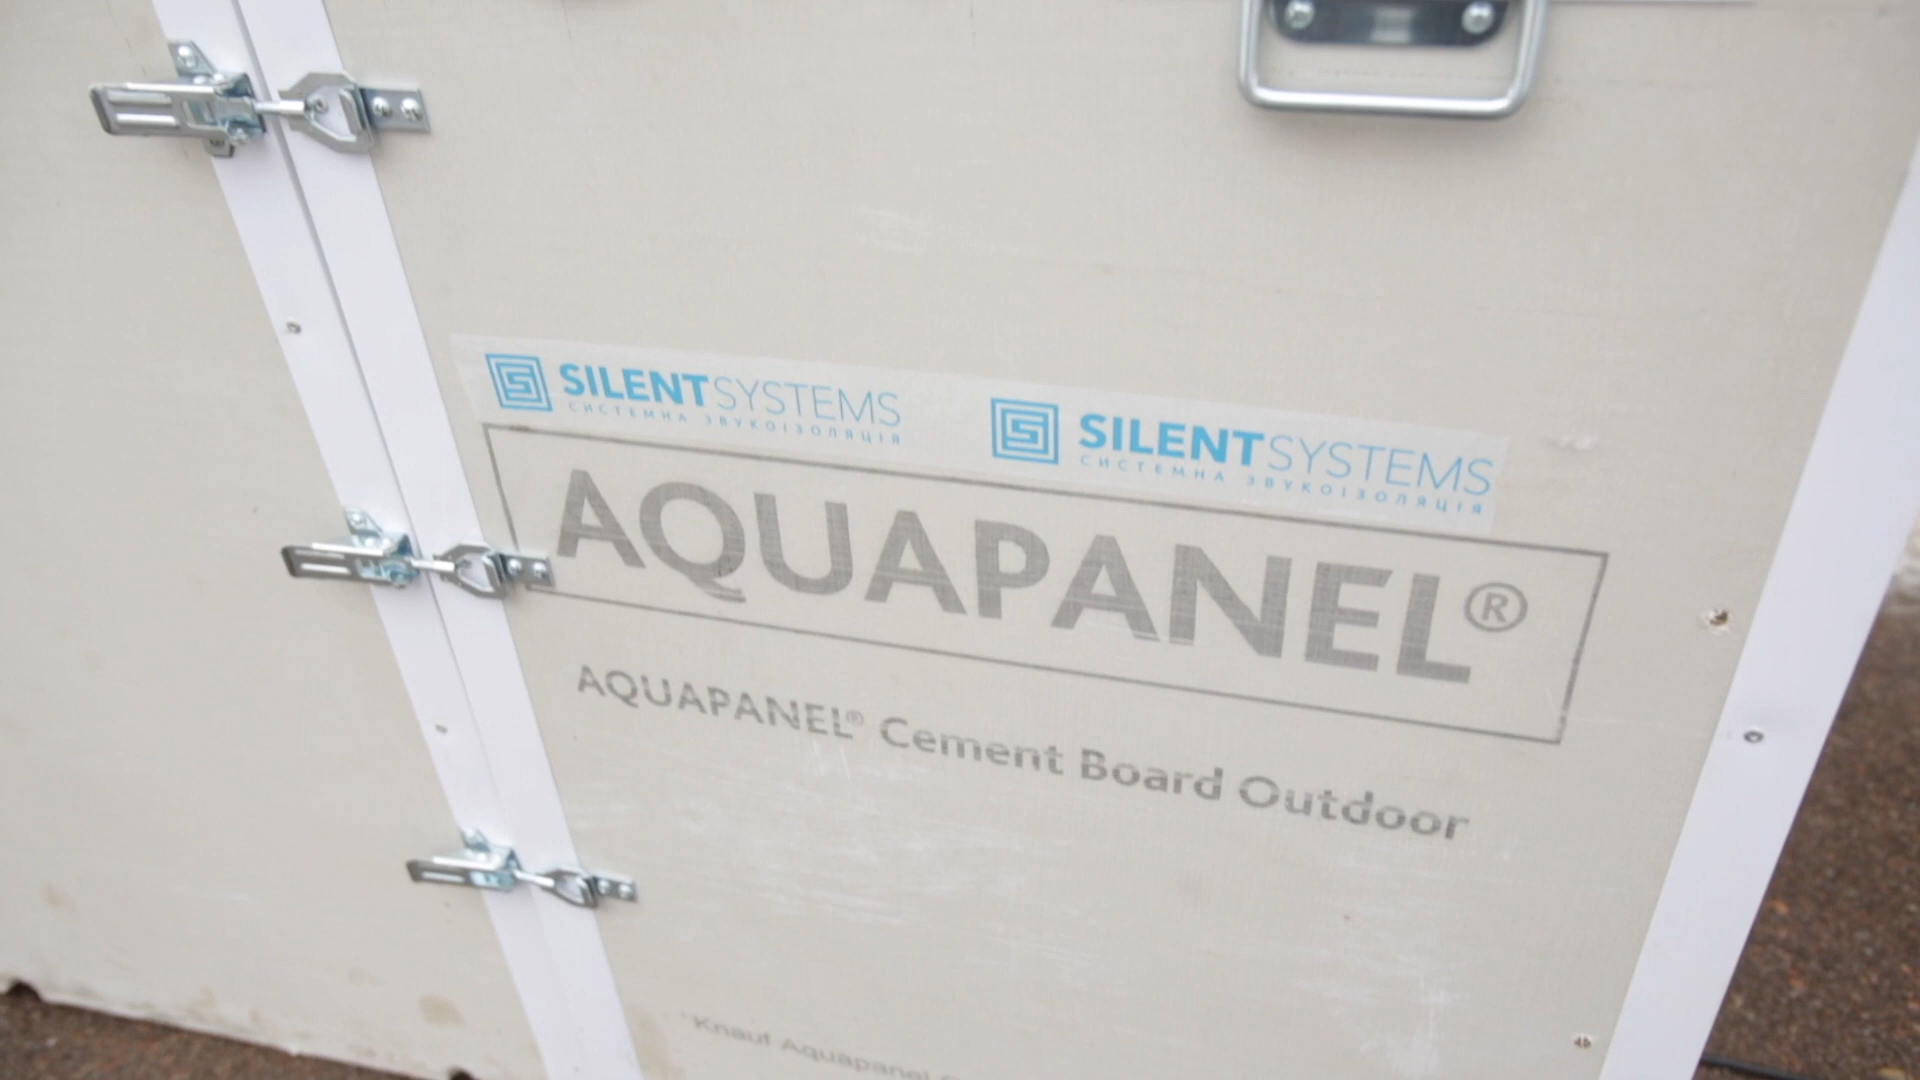 SILENTSYSTEMS
СИСТЕМНА ЗВУКОІЗОЛЯЦІЯ
SILENTSYSTEMS
СИСТЕМНА ЗВУКОІЗОЛЯЦІЯ
AQUAPANEL®
AQUAPANEL® Cement Board Outdoor
Knauf Aquapanel